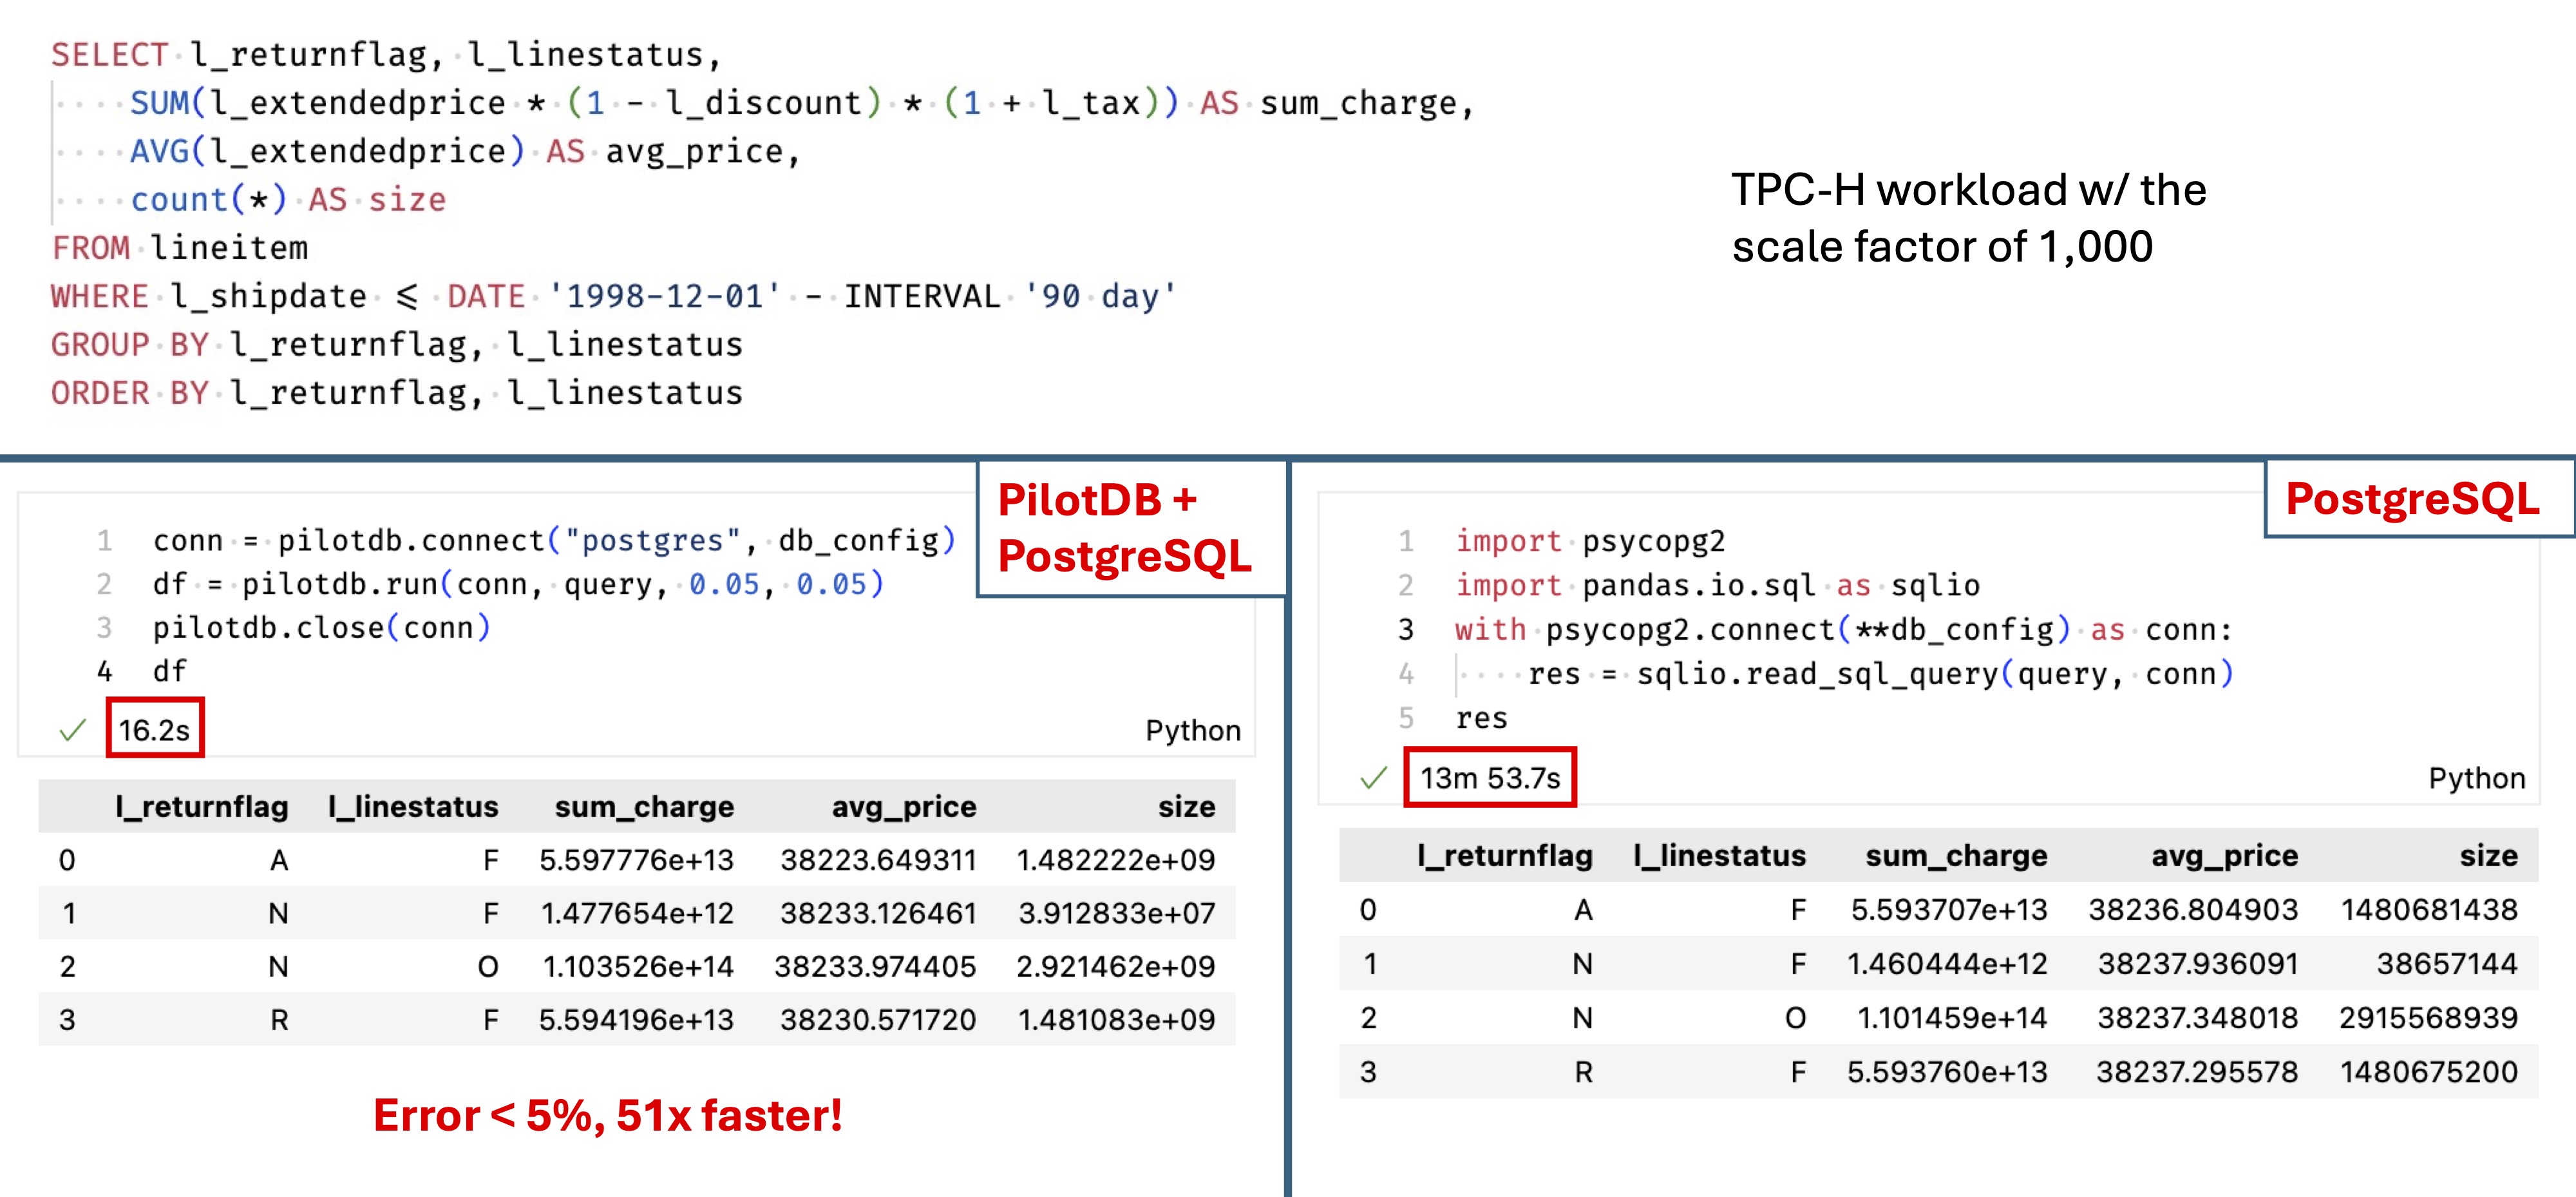 SELECT l_returnflag, l_linestatus,
SUM(l_extendedprice * (1 - l_discount) * (1 + l_tax)) AS sum_charge,
AVG(l_extendedprice) AS avg_price,
count(*) AS size
FROM lineitem
WHERE l_shipdate ⩽ DATE '1998-12-01' - INTERVAL '90 day'
GROUP BY l_returnflag, l_linestatus
ORDER BY l_returnflag, l_linestatus
TPC-H workload w/ the
scale factor of 1,000
PilotDB +
PostgreSQL
1 conn = pilotdb.connect("postgres", db_config)
2 df = pilotdb.run(conn, query, 0.05, 0.05)
3 pilotdb.close(conn)
4 df
16.2s Python
l_returnflag l_linestatus sum_charge avg_price size
0 A F 5.597776e+13 38223.649311 1.482222e+09
1 N F 1.477654e+12 38233.126461 3.912833e+07
2 N O 1.103526e+14 38233.974405 2.921462e+09
3 R F 5.594196e+13 38230.571720 1.481083e+09
Error < 5%, 51x faster!
PostgreSQL
1 import psycopg2
2 import pandas.io.sql as sqlio
3 with psycopg2.connect(**db_config) as conn:
4 res = sqlio.read_sql_query(query, conn)
5 res
13m 53.7s Python
l_returnflag l_linestatus sum_charge avg_price size
0 A F 5.593707e+13 38236.804903 1480681438
1 N F 1.460444e+12 38237.936091 38657144
2 N O 1.101459e+14 38237.348018 2915568939
3 R F 5.593760e+13 38237.295578 1480675200